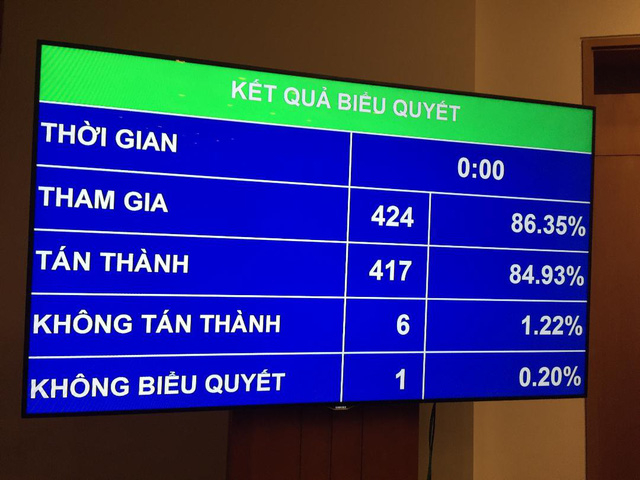 KẾT QUẢ BIỂU QUYẾT
THỜI GIAN 0:00
THAM GIA 424 86.35%
TÁN THÀNH 417 84.93%
KHÔNG TÁN THÀNH 6 1.22%
KHÔNG BIỂU QUYẾT 1 0.20%